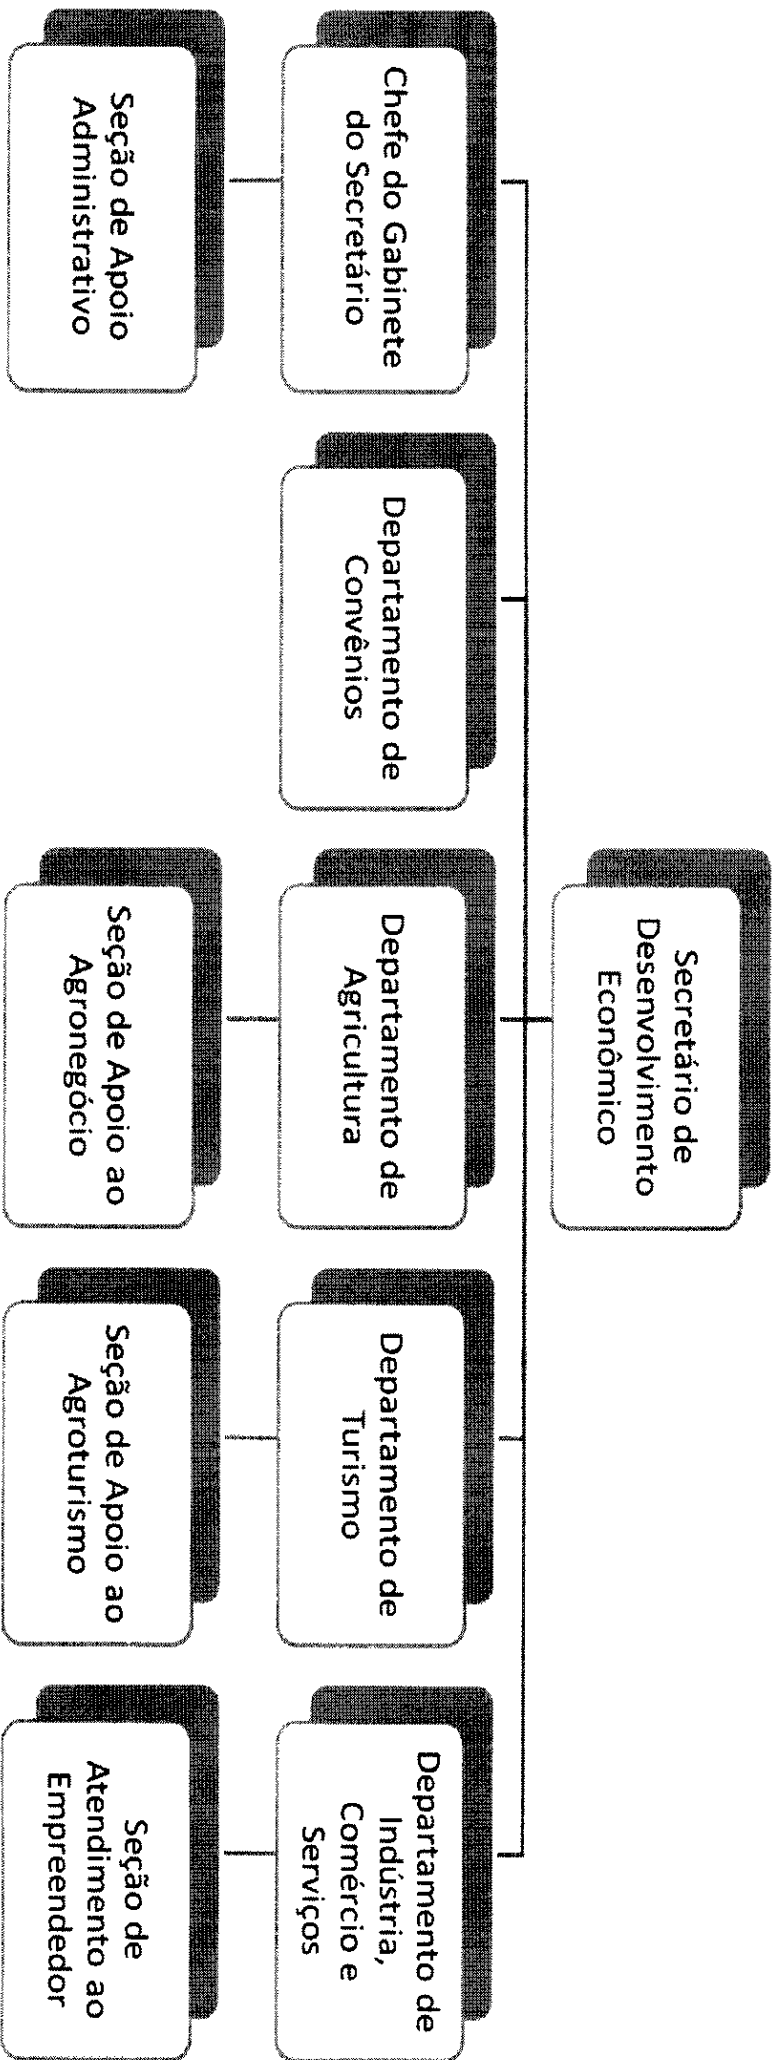 Secretário de
Desenvolvimento
Econômico
Chefe do Gabinete
do Secretário
Departamento de
Convênios
Departamento de
Agricultura
Departamento de
Turismo
Departamento de
Indústria,
Comércio e
Serviços
Seção de Apoio
Administrativo
Seção de Apoio ao
Agronegócio
Seção de Apoio ao
Agroturismo
Seção de
Atendimento ao
Empreendedor